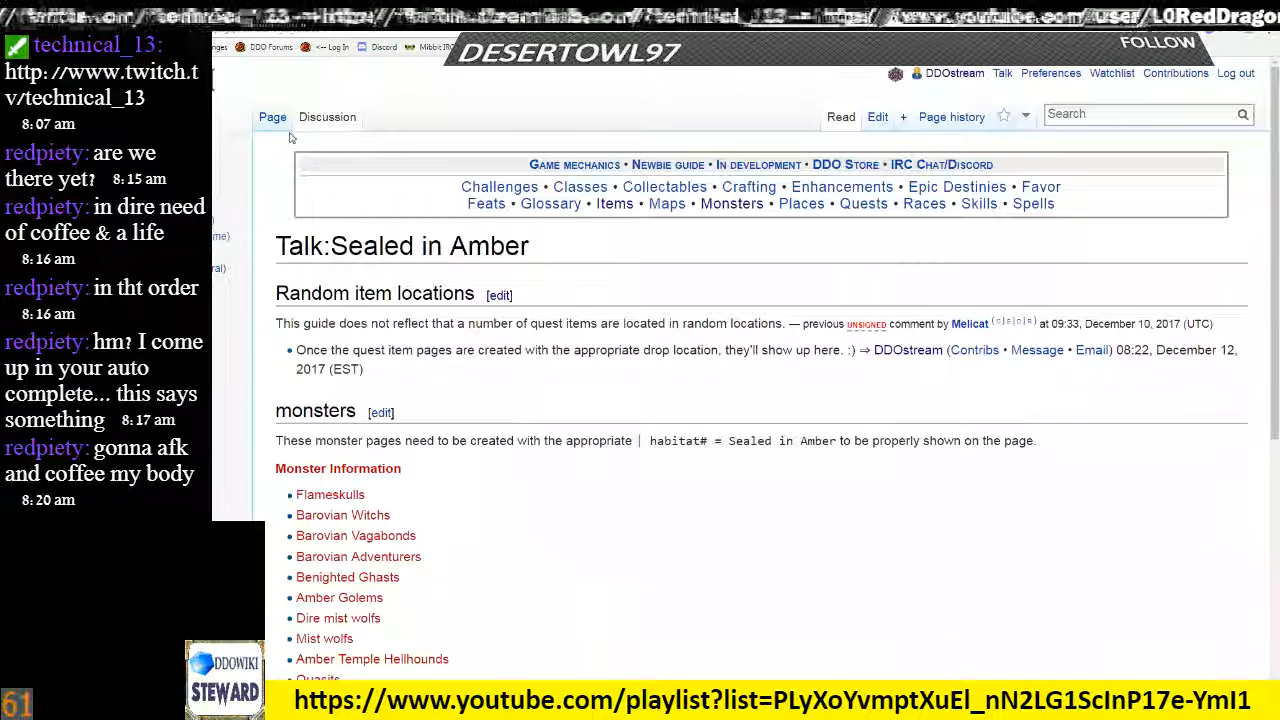 technical_13:
http://www.twitch.t
v/technical_13
8:07 am
redpiety: are we
there yet? 8:15 am
redpiety: in dire need
of coffee & a life
8:16 am
redpiety: in tht order
8:16 am
redpiety: hm? I come
up in your auto
complete... this says
something 8:17 am
redpiety: gonna afk
and coffee my body
8:20 am
DDO Forums <-- Log In Discord Mibbit IRC
DESERTOWL97
FOLLOW
DDOstream Talk Preferences Watchlist Contributions Log out
Page Discussion Read Edit + Page history Search
Game mechanics • Newbie guide • In development • DDO Store • IRC Chat/Discord
Challenges • Classes • Collectables • Crafting • Enhancements • Epic Destinies • Favor
Feats • Glossary • Items • Maps • Monsters • Places • Quests • Races • Skills • Spells
Talk:Sealed in Amber
Random item locations [edit]
This guide does not reflect that a number of quest items are located in random locations. — previous UNSIGNED comment by Melicat at 09:33, December 10, 2017 (UTC)
• Once the quest item pages are created with the appropriate drop location, they'll show up here. :) ⇒ DDOstream (Contribs • Message • Email) 08:22, December 12,
2017 (EST)
monsters [edit]
These monster pages need to be created with the appropriate | habitat# = Sealed in Amber to be properly shown on the page.
Monster Information
• Flameskulls
• Barovian Witchs
• Barovian Vagabonds
• Barovian Adventurers
• Benighted Ghasts
• Amber Golems
• Dire mist wolfs
• Mist wolfs
• Amber Temple Hellhounds
DDOWIKI
STEWARD
61
https://www.youtube.com/playlist?list=PLyXoYvmptXuEl_nN2LG1ScInP17e-YmI1